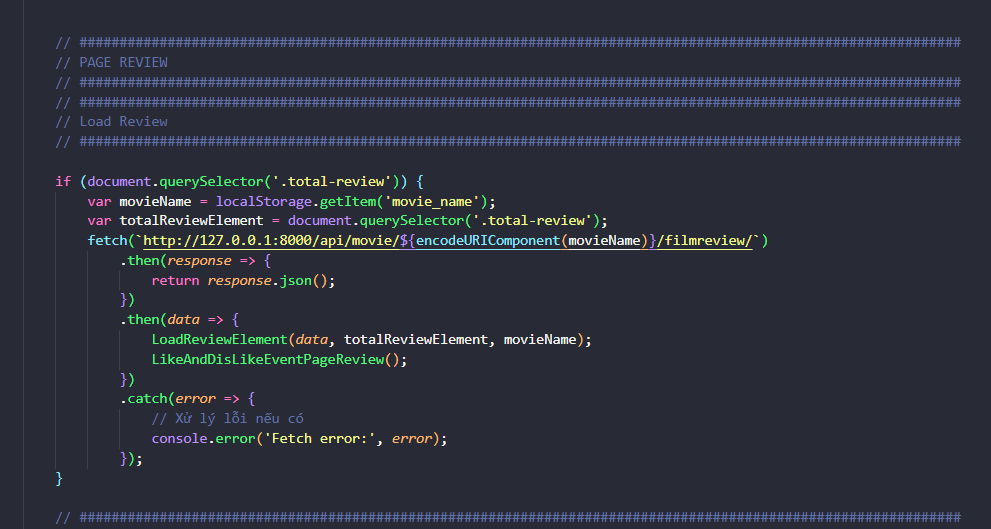 // ##############################################################################################################
// PAGE REVIEW
// ##############################################################################################################
// ##############################################################################################################
// Load Review
// ##############################################################################################################
if (document.querySelector('.total-review')) {
var movieName = localStorage.getItem('movie_name');
var totalReviewElement = document.querySelector('.total-review');
fetch(`http://127.0.0.1:8000/api/movie/${encodeURIComponent(movieName)}/filmreview/`)
.then(response => {
return response.json();
})
.then(data => {
LoadReviewElement(data, totalReviewElement, movieName);
LikeAndDisLikeEventPageReview();
})
.catch(error => {
// Xử lý lỗi nếu có
console.error('Fetch error:', error);
});
}
// ##############################################################################################################